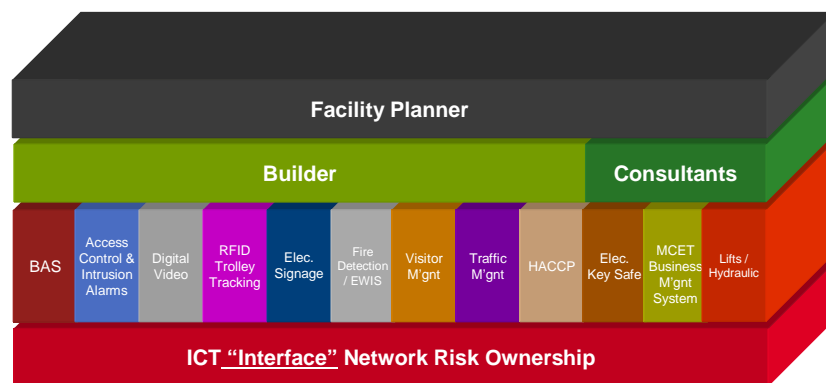 Facility Planner
Builder
Consultants
BAS
Access
Control &
Intrusion
Alarms
Digital
Video
RFID
Trolley
Tracking
Elec.
Signage
Fire
Detection
/ EWIS
Visitor
M'gnt
Traffic
M'gnt
HACCP
Elec.
Key Safe
MCET
Business
M'gnt
System
Lifts /
Hydraulic
ICT “Interface” Network Risk Ownership